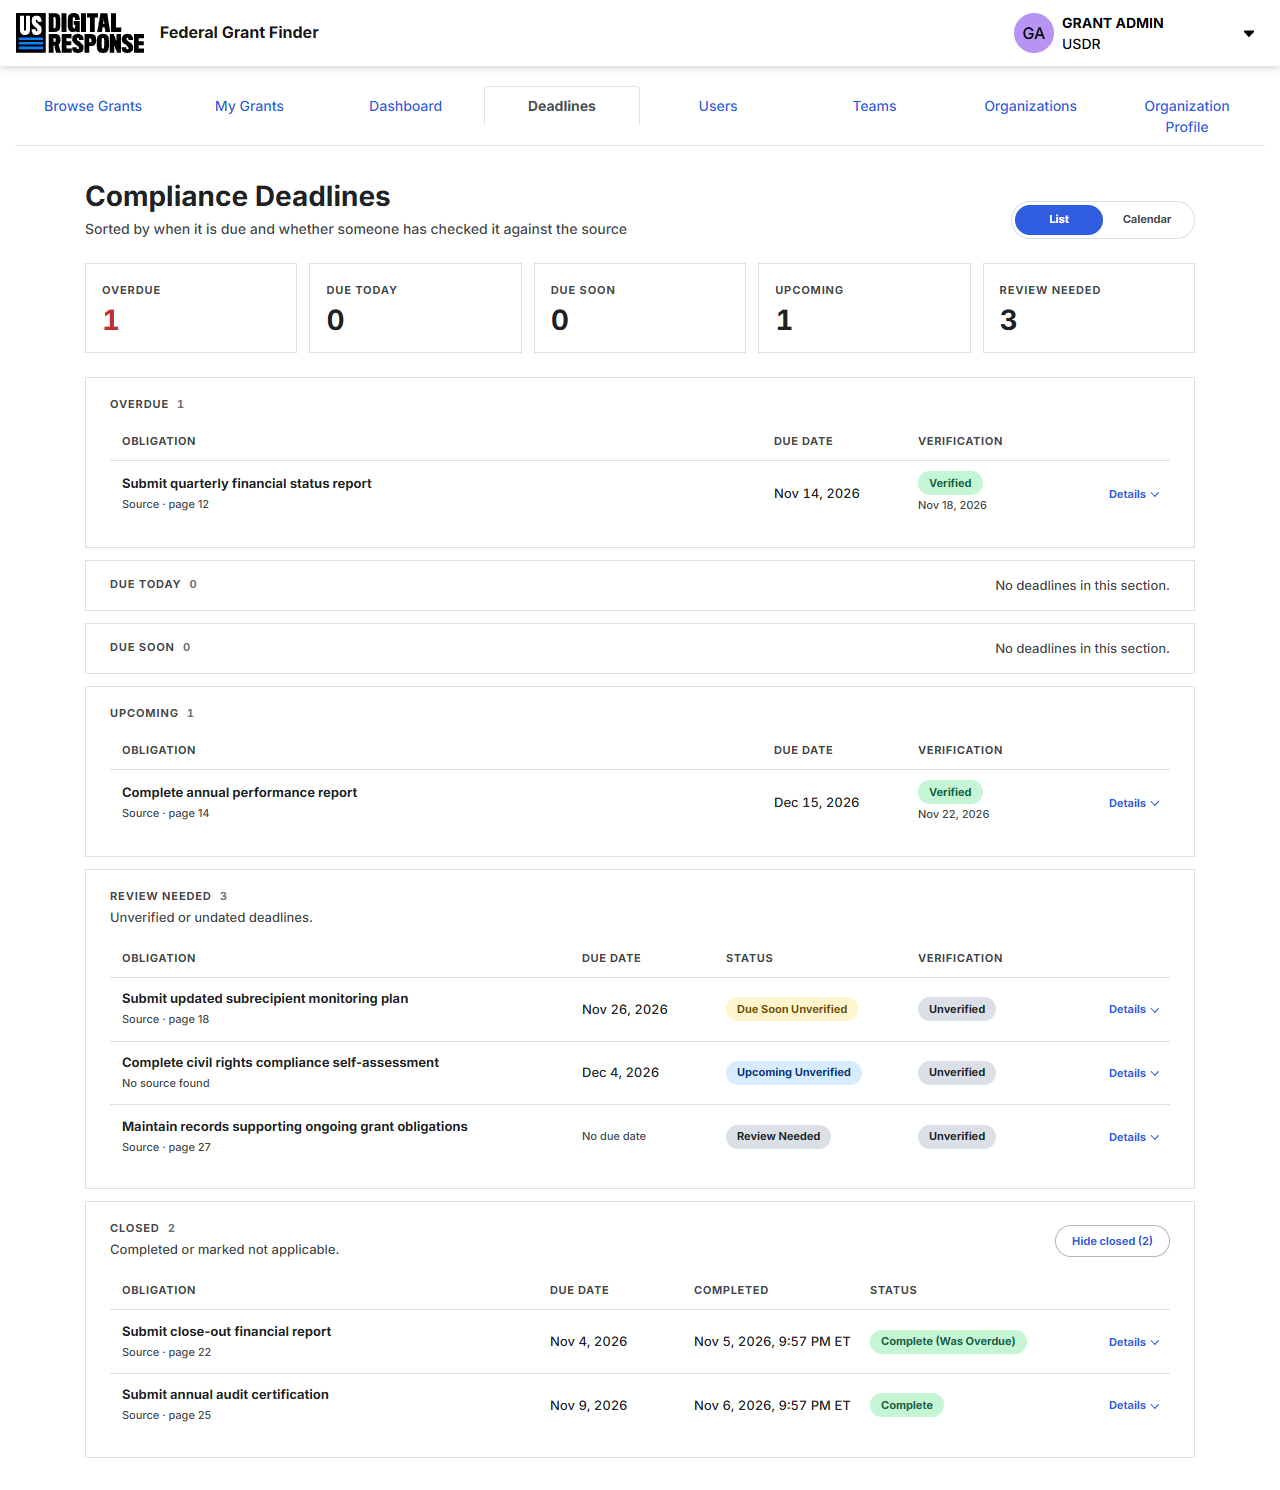 US DIGITAL RESPONSE
Federal Grant Finder
GA
GRANT ADMIN
USDR
Browse Grants
My Grants
Dashboard
Deadlines
Users
Teams
Organizations
Organization Profile
Compliance Deadlines
Sorted by when it is due and whether someone has checked it against the source
List
Calendar
OVERDUE
1
DUE TODAY
0
DUE SOON
0
UPCOMING
1
REVIEW NEEDED
3
OVERDUE 1
OBLIGATION DUE DATE VERIFICATION
Submit quarterly financial status report
Source · page 12
Nov 14, 2026
Verified
Nov 18, 2026
Details
DUE TODAY 0
No deadlines in this section.
DUE SOON 0
No deadlines in this section.
UPCOMING 1
OBLIGATION DUE DATE VERIFICATION
Complete annual performance report
Source · page 14
Dec 15, 2026
Verified
Nov 22, 2026
Details
REVIEW NEEDED 3
Unverified or undated deadlines.
OBLIGATION DUE DATE STATUS VERIFICATION
Submit updated subrecipient monitoring plan
Source · page 18
Nov 26, 2026
Due Soon Unverified
Unverified
Details
Complete civil rights compliance self-assessment
No source found
Dec 4, 2026
Upcoming Unverified
Unverified
Details
Maintain records supporting ongoing grant obligations
Source · page 27
No due date
Review Needed
Unverified
Details
CLOSED 2
Completed or marked not applicable.
Hide closed (2)
OBLIGATION DUE DATE COMPLETED STATUS
Submit close-out financial report
Source · page 22
Nov 4, 2026
Nov 5, 2026, 9:57 PM ET
Complete (Was Overdue)
Details
Submit annual audit certification
Source · page 25
Nov 9, 2026
Nov 6, 2026, 9:57 PM ET
Complete
Details